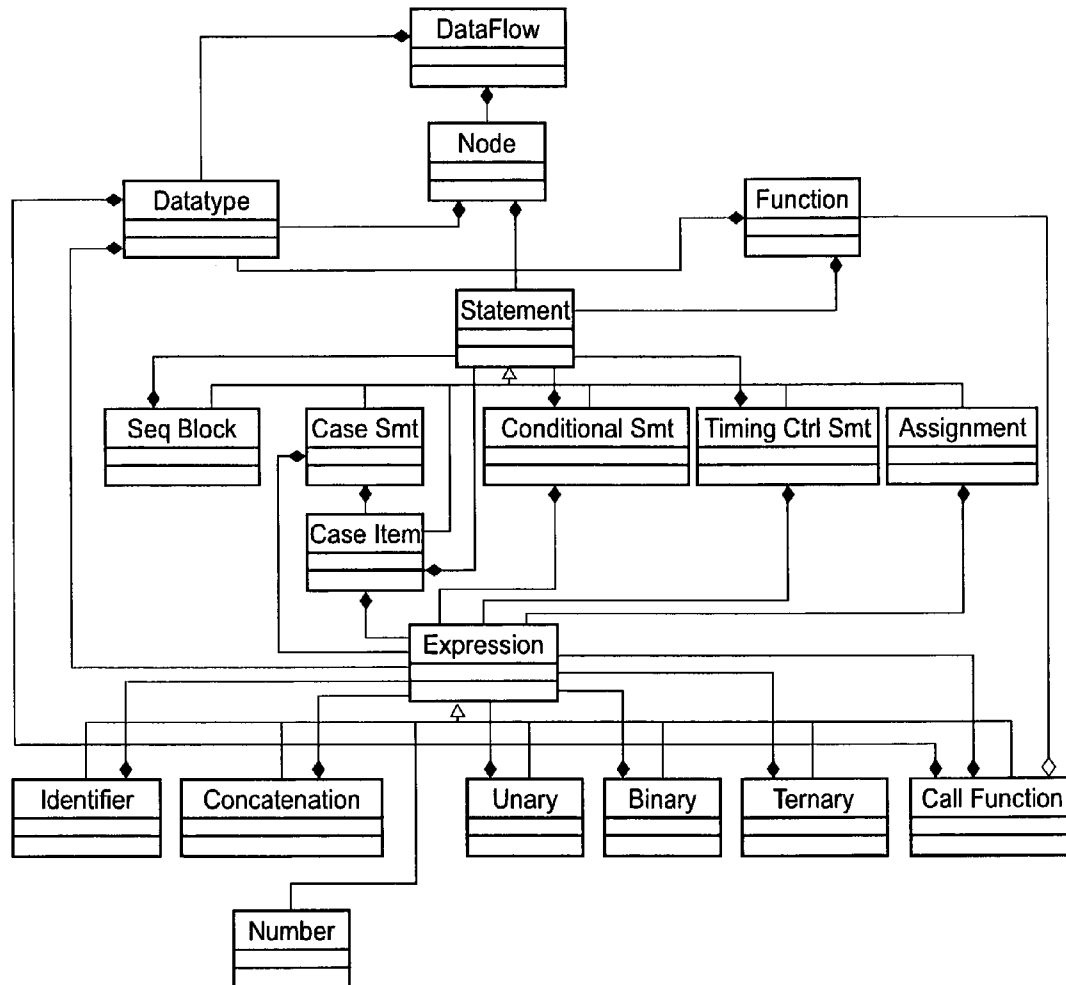 DataFlow
Node
Datatype
Function
Statement
Seq Block
Case Smt
Conditional Smt
Timing Ctrl Smt
Assignment
Case Item
Expression
Identifier
Concatenation
Unary
Binary
Ternary
Call Function
Number